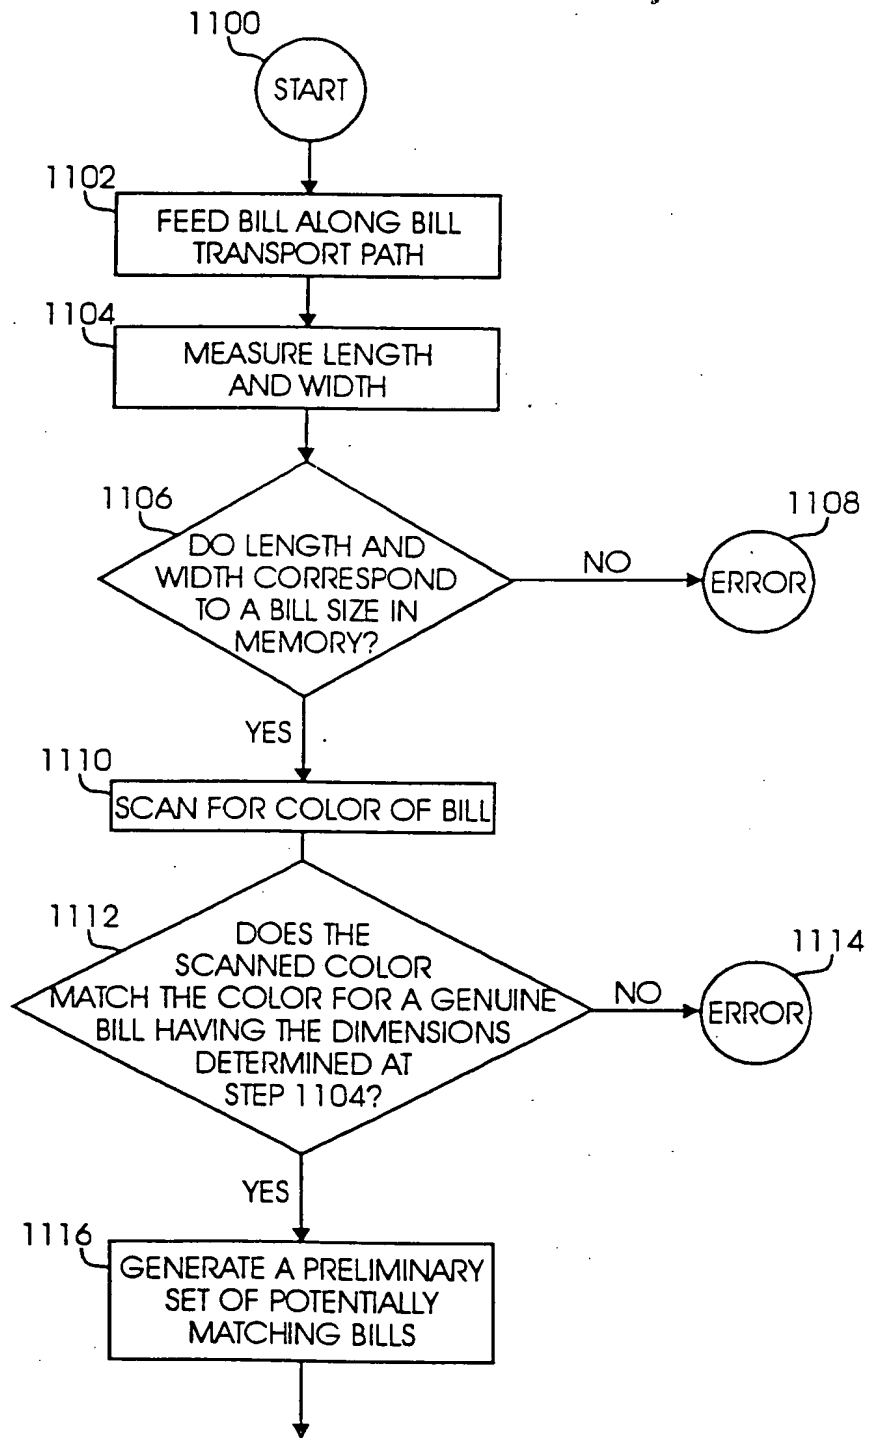 1100
START
1102
FEED BILL ALONG BILL
TRANSPORT PATH
1104
MEASURE LENGTH
AND WIDTH
1106
DO LENGTH AND
WIDTH CORRESPOND
TO A BILL SIZE IN
MEMORY?
NO
1108
ERROR
YES
1110
SCAN FOR COLOR OF BILL
1112
DOES THE
SCANNED COLOR
MATCH THE COLOR FOR A GENUINE
BILL HAVING THE DIMENSIONS
DETERMINED AT
STEP 1104?
NO
1114
ERROR
YES
1116
GENERATE A PRELIMINARY
SET OF POTENTIALLY
MATCHING BILLS